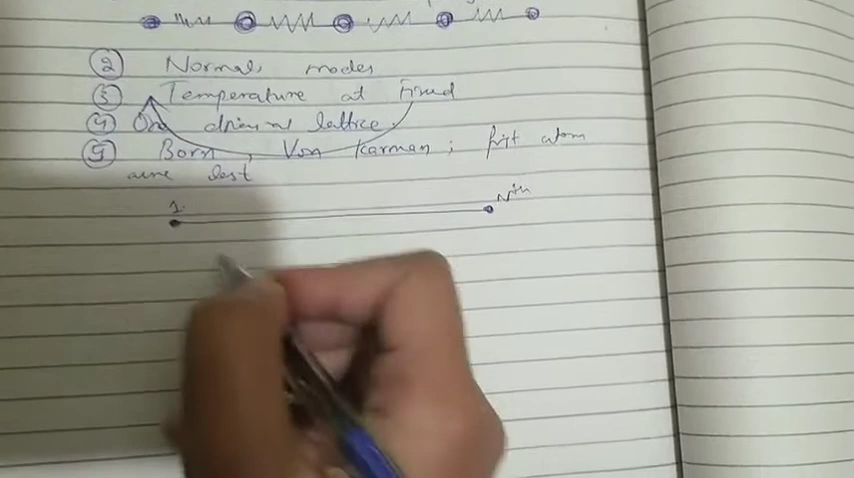 ② Normal modes
③ Temperature at Fixed
④ One dimensional lattice.
⑤ Born, Von Karman; first atom
and last
1. Nth